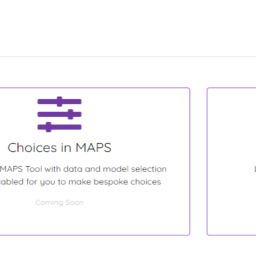 Choices in MAPS
MAPS Tool with data and model selection
abled for you to make bespoke choices
Coming Soon